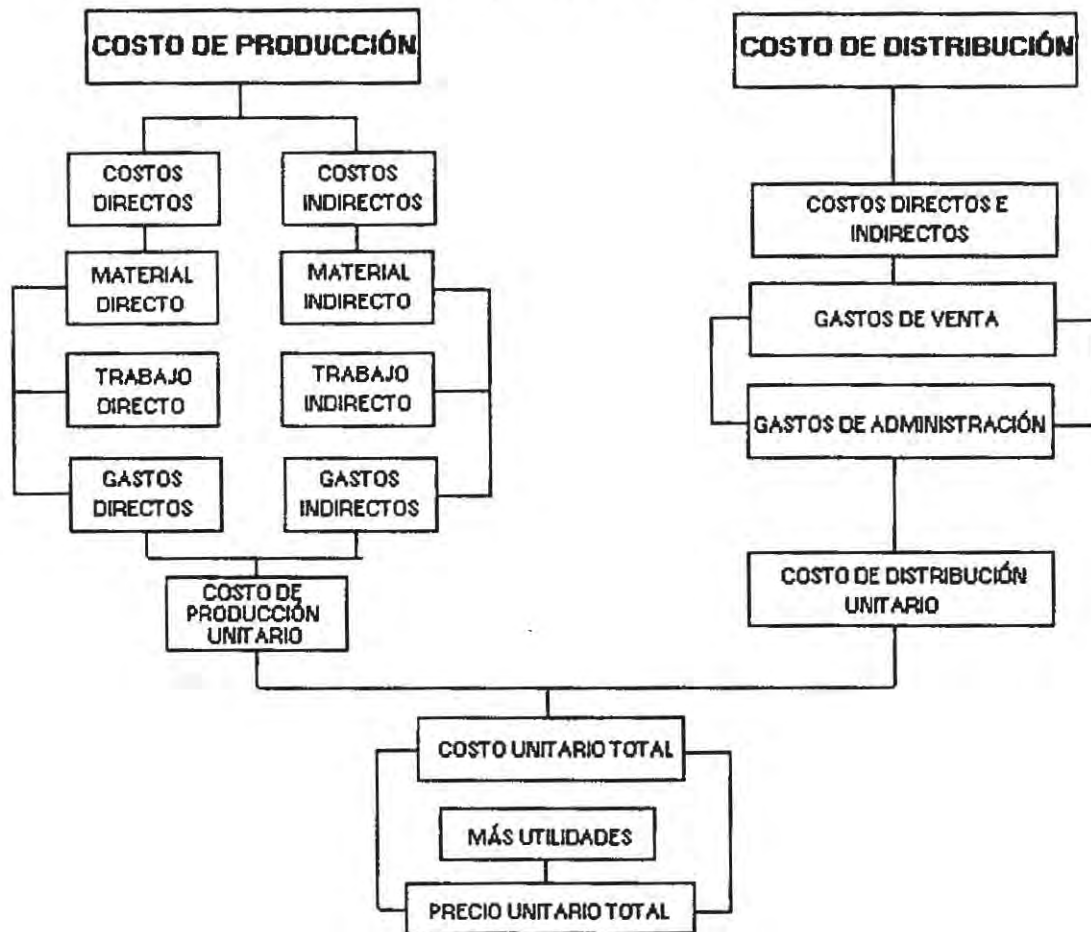 COSTO DE PRODUCCIÓN
COSTOS
DIRECTOS
COSTOS
INDIRECTOS
MATERIAL
DIRECTO
MATERIAL
INDIRECTO
TRABAJO
DIRECTO
TRABAJO
INDIRECTO
GASTOS
DIRECTOS
GASTOS
INDIRECTOS
COSTO DE
PRODUCCIÓN
UNITARIO
COSTO DE DISTRIBUCIÓN
COSTOS DIRECTOS E
INDIRECTOS
GASTOS DE VENTA
GASTOS DE ADMINISTRACIÓN
COSTO DE DISTRIBUCIÓN
UNITARIO
COSTO UNITARIO TOTAL
MÁS UTILIDADES
PRECIO UNITARIO TOTAL